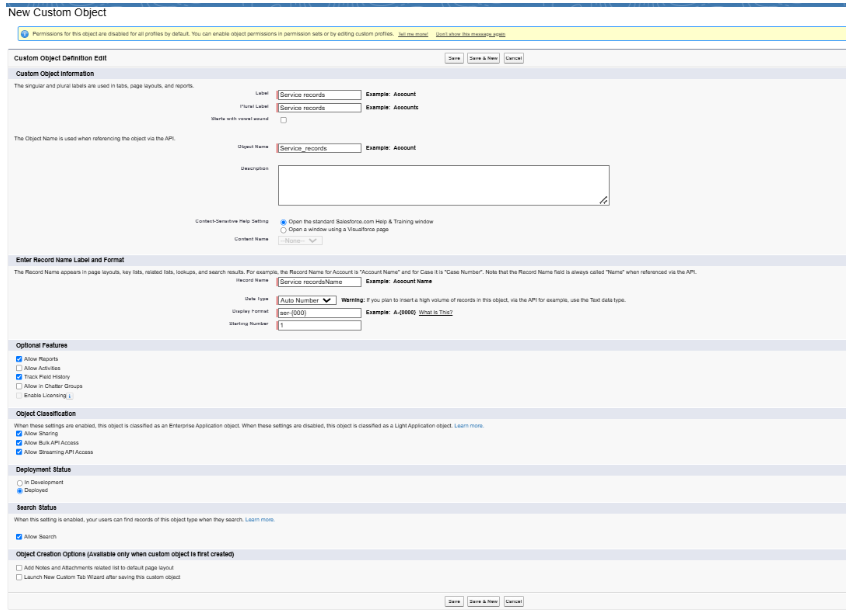 New Custom Object
Permissions for this object are disabled for all profiles by default. You can enable object permissions in permission sets or by editing custom profiles. Tell me more! Don't show this message again
Custom Object Definition Edit Save Save & New Cancel
Custom Object Information
The singular and plural labels are used in tabs, page layouts, and reports.
Label Service records Example: Account
Plural Label Service records Example: Accounts
Starts with vowel sound
The Object Name is used when referencing the object via the API.
Object Name Service_records Example: Account
Description
Context-Sensitive Help Setting Open the standard Salesforce.com Help & Training window
Open a window using a Visualforce page
Content Name --None--
Enter Record Name Label and Format
The Record Name appears in page layouts, key lists, related lists, lookups, and search results. For example, the Record Name for Account is "Account Name" and for Case it is "Case Number". Note that the Record Name field is always called "Name" when referenced via the API.
Record Name Service recordsName Example: Account Name
Data Type Auto Number Warning: If you plan to insert a high volume of records in this object, via the API for example, use the Text data type.
Display Format ser-{000} Example: A-{0000} What Is This?
Starting Number 1
Optional Features
Allow Reports
Allow Activities
Track Field History
Allow in Chatter Groups
Enable Licensing i
Object Classification
When these settings are enabled, this object is classified as an Enterprise Application object. When these settings are disabled, this object is classified as a Light Application object. Learn more.
Allow Sharing
Allow Bulk API Access
Allow Streaming API Access
Deployment Status
In Development
Deployed
Search Status
When this setting is enabled, your users can find records of this object type when they search. Learn more.
Allow Search
Object Creation Options (Available only when custom object is first created)
Add Notes and Attachments related list to default page layout
Launch New Custom Tab Wizard after saving this custom object
Save Save & New Cancel